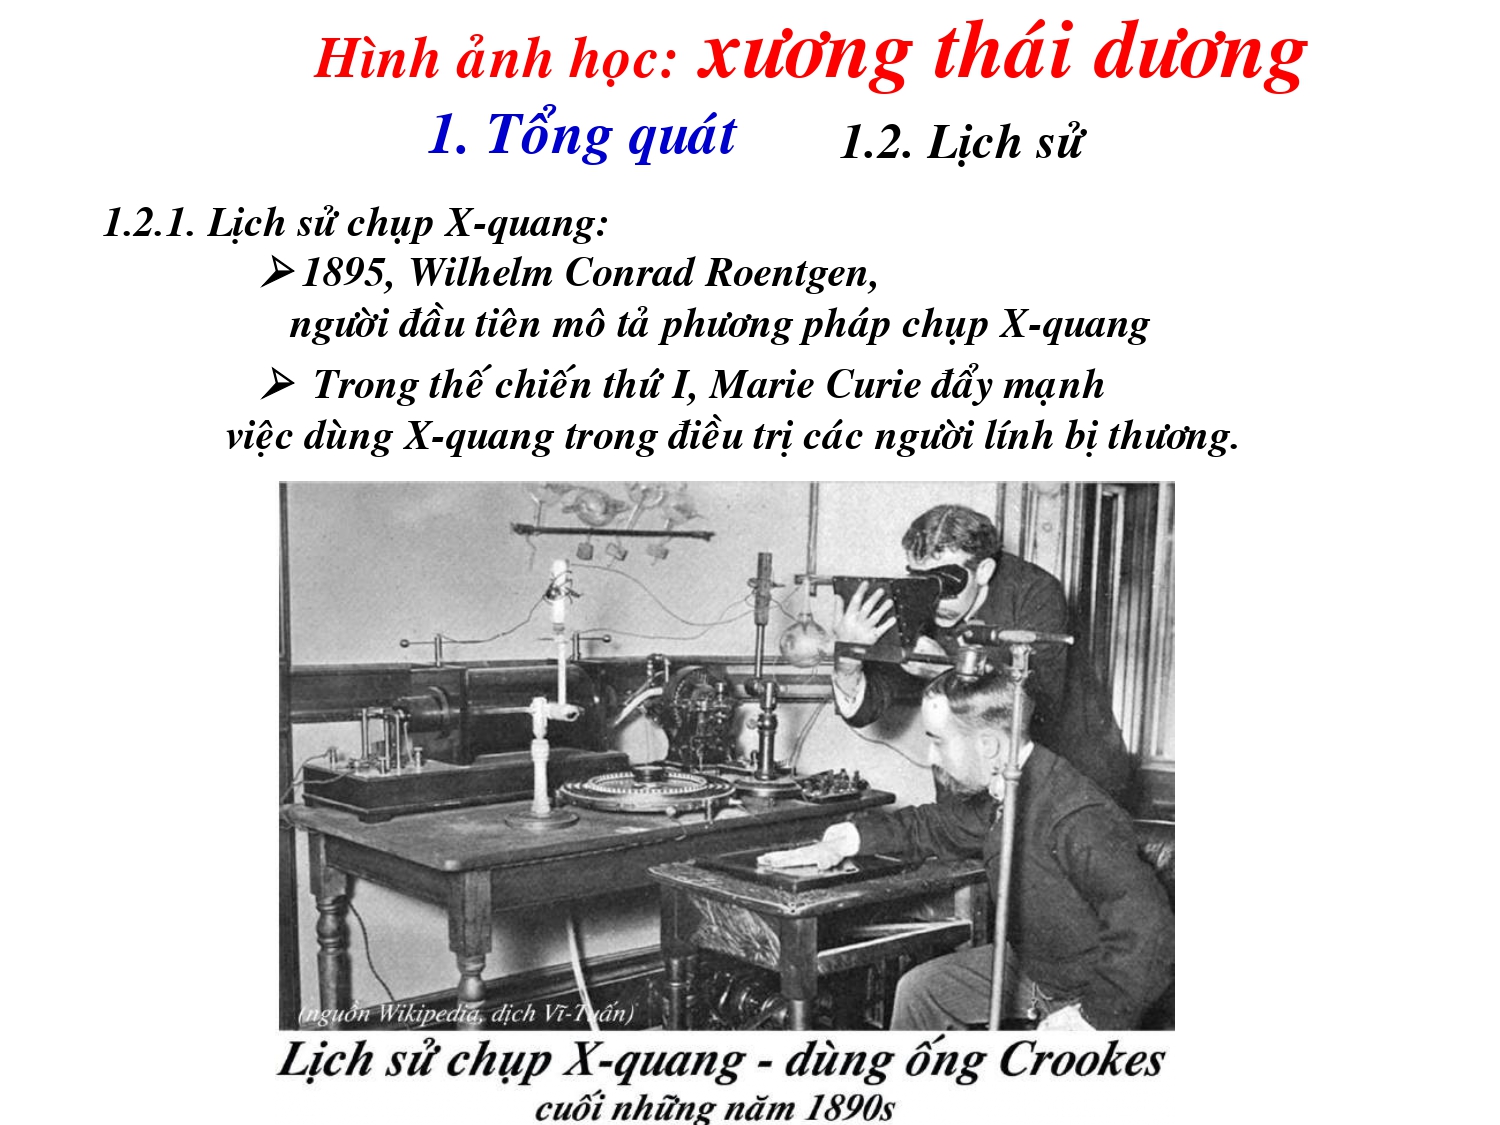 Hình ảnh học: xương thái dương
1. Tổng quát 1.2. Lịch sử
1.2.1. Lịch sử chụp X-quang:
➢ 1895, Wilhelm Conrad Roentgen,
người đầu tiên mô tả phương pháp chụp X-quang
➢ Trong thế chiến thứ I, Marie Curie đẩy mạnh
việc dùng X-quang trong điều trị các người lính bị thương.
(nguồn Wikipedia, dịch Vĩ-Tuấn)
Lịch sử chụp X-quang - dùng ống Crookes
cuối những năm 1890s